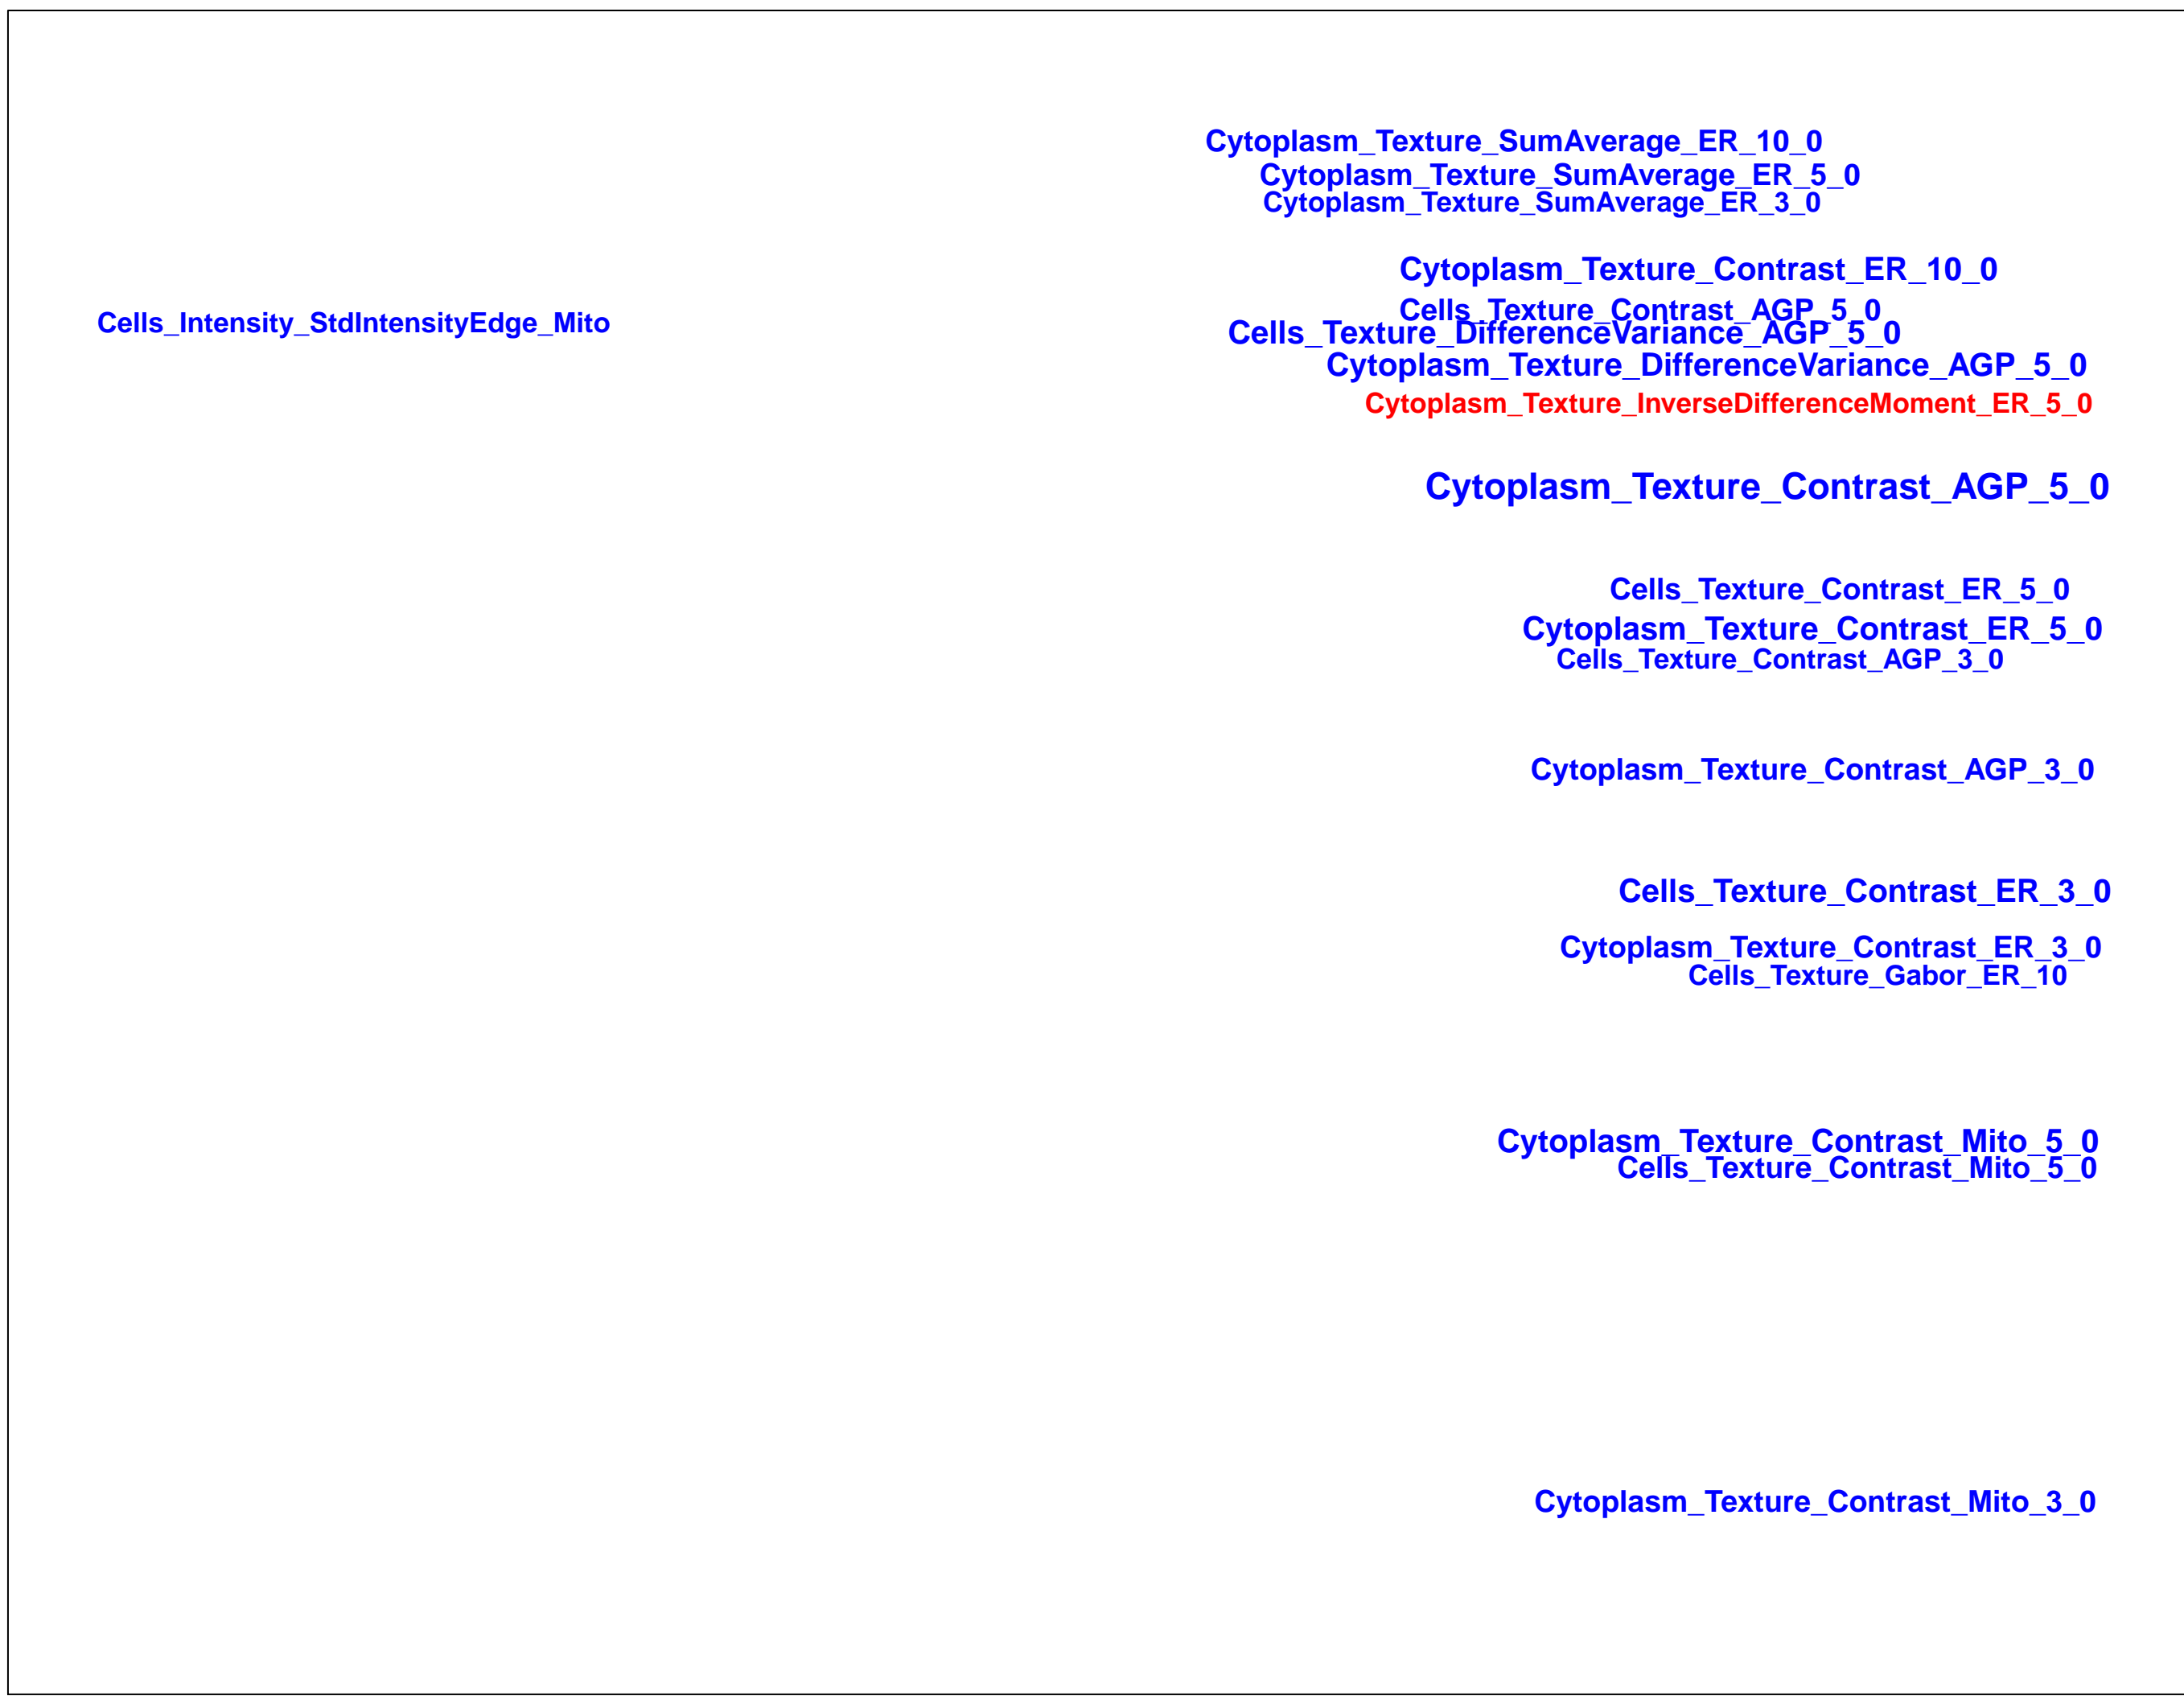 Cytoplasm_Texture_SumAverage_ER_10_0
Cytoplasm_Texture_SumAverage_ER_5_0
Cytoplasm_Texture_SumAverage_ER_3_0
Cytoplasm_Texture_Contrast_ER_10_0
Cells_Texture_Contrast_AGP_5_0
Cells_Intensity_StdIntensityEdge_Mito
Cells_Texture_DifferenceVariance_AGP_5_0
Cytoplasm_Texture_DifferenceVariance_AGP_5_0
Cytoplasm_Texture_InverseDifferenceMoment_ER_5_0
Cytoplasm_Texture_Contrast_AGP_5_0
Cells_Texture_Contrast_ER_5_0
Cytoplasm_Texture_Contrast_ER_5_0
Cells_Texture_Contrast_AGP_3_0
Cytoplasm_Texture_Contrast_AGP_3_0
Cells_Texture_Contrast_ER_3_0
Cytoplasm_Texture_Contrast_ER_3_0
Cells_Texture_Gabor_ER_10
Cytoplasm_Texture_Contrast_Mito_5_0
Cells_Texture_Contrast_Mito_5_0
Cytoplasm_Texture_Contrast_Mito_3_0